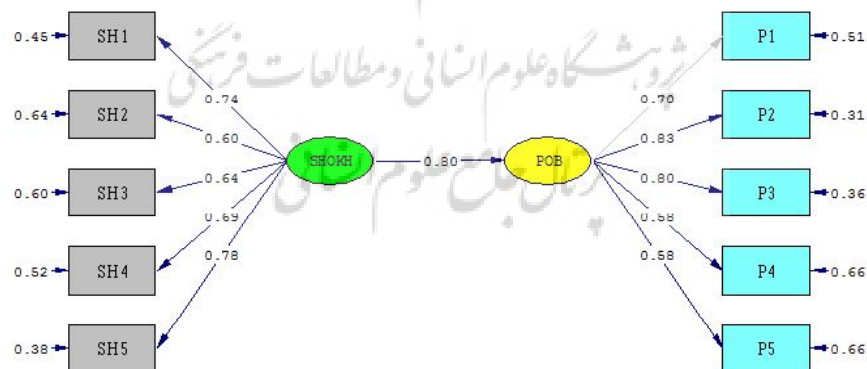 0.45 SH1 P1 0.51
پژوهشگاه علوم انسانی و مطالعات فرهنگی
0.74 0.70
0.64 SH2 P2 0.31
0.60 0.83
SHOKH 0.80 POB
پرتال جامع علوم انسانی
0.60 SH3 0.64 0.80 P3 0.36
0.69 0.58
0.78 0.58
0.52 SH4 P4 0.66
0.38 SH5 P5 0.66